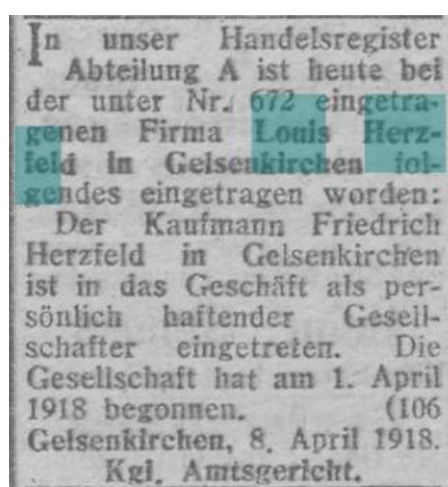 In unser Handelsregister
Abteilung A ist heute bei
der unter Nr. 672 eingetra-
genen Firma Louis Herz-
feld in Gelsenkirchen fol-
gendes eingetragen worden:
Der Kaufmann Friedrich
Herzfeld in Gelsenkirchen
ist in das Geschäft als per-
sönlich haftender Gesell-
schafter eingetreten. Die
Gesellschaft hat am 1. April
1918 begonnen. (106
Gelsenkirchen, 8. April 1918.
Kgl. Amtsgericht.